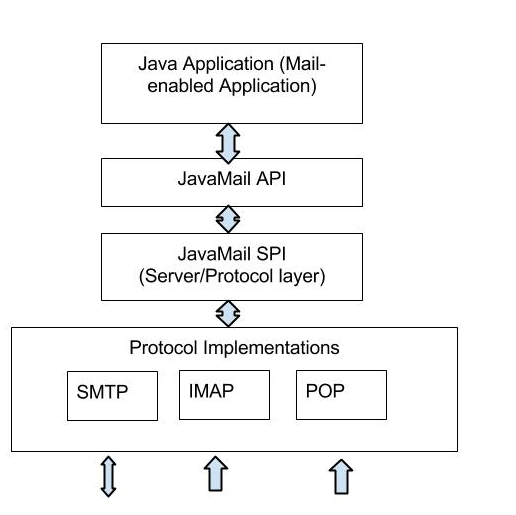 Java Application (Mail-
enabled Application)
JavaMail API
JavaMail SPI
(Server/Protocol layer)
Protocol Implementations
SMTP
IMAP
POP